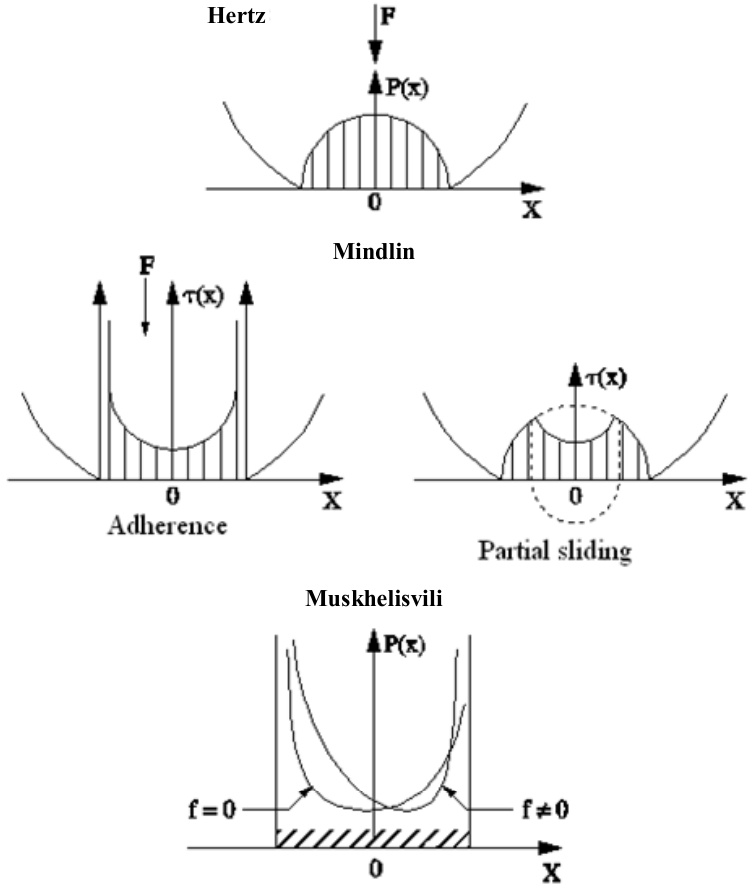 Hertz
F
P(x)
0
X
Mindlin
F
τ(x)
0
X
Adherence
τ(x)
0
X
Partial sliding
Muskhelisvili
P(x)
f = 0
f ≠ 0
0
X